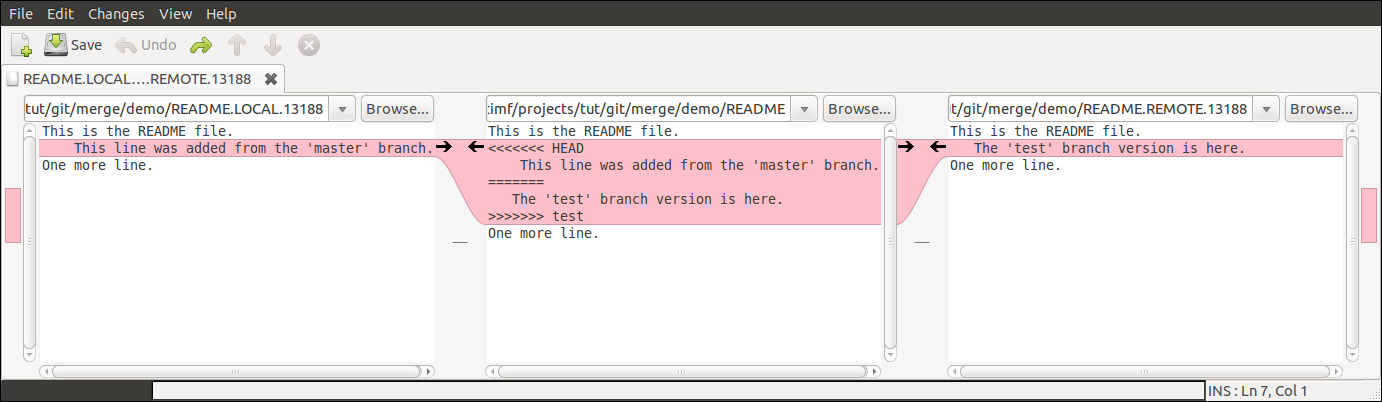 File Edit Changes View Help
Save Undo
README.LOCAL....REMOTE.13188
tut/git/merge/demo/README.LOCAL.13188 Browse... :imf/projects/tut/git/merge/demo/README Browse... t/git/merge/demo/README.REMOTE.13188 Browse...
This is the README file.
This line was added from the 'master' branch.
One more line.
This is the README file.
<<<<<<< HEAD
This line was added from the 'master' branch.
=======
The 'test' branch version is here.
>>>>>>> test
One more line.
This is the README file.
The 'test' branch version is here.
One more line.
INS : Ln 7, Col 1